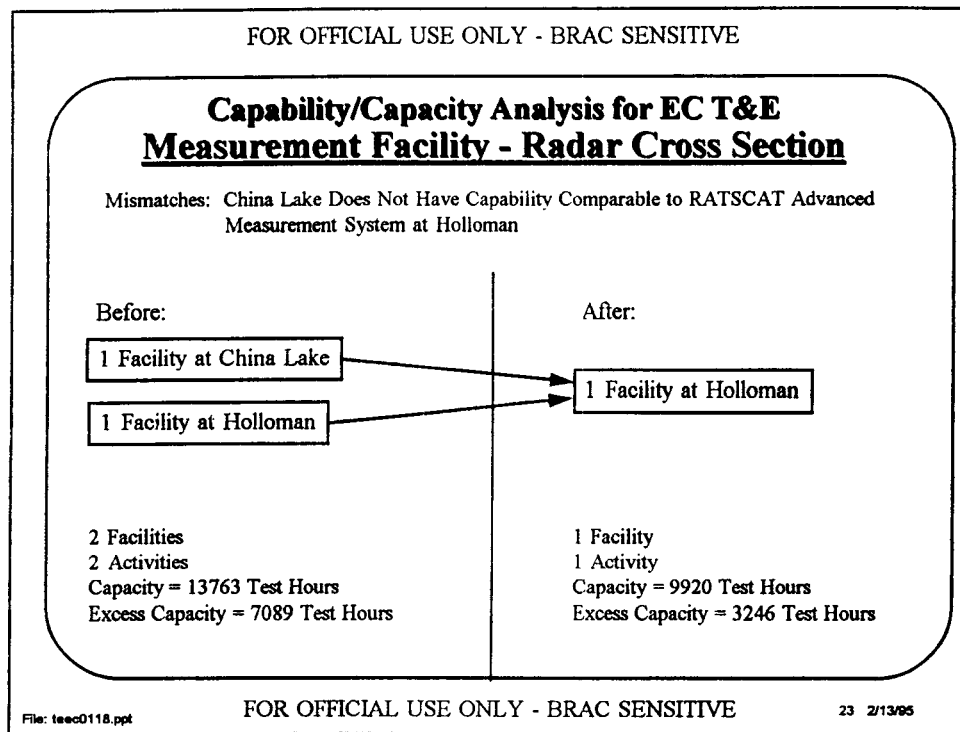 FOR OFFICIAL USE ONLY - BRAC SENSITIVE
Capability/Capacity Analysis for EC T&E
Measurement Facility - Radar Cross Section
Mismatches: China Lake Does Not Have Capability Comparable to RATSCAT Advanced
Measurement System at Holloman
Before:
1 Facility at China Lake
1 Facility at Holloman
2 Facilities
2 Activities
Capacity = 13763 Test Hours
Excess Capacity = 7089 Test Hours
After:
1 Facility at Holloman
1 Facility
1 Activity
Capacity = 9920 Test Hours
Excess Capacity = 3246 Test Hours
File: teec0118.ppt
FOR OFFICIAL USE ONLY - BRAC SENSITIVE
23 2/13/95